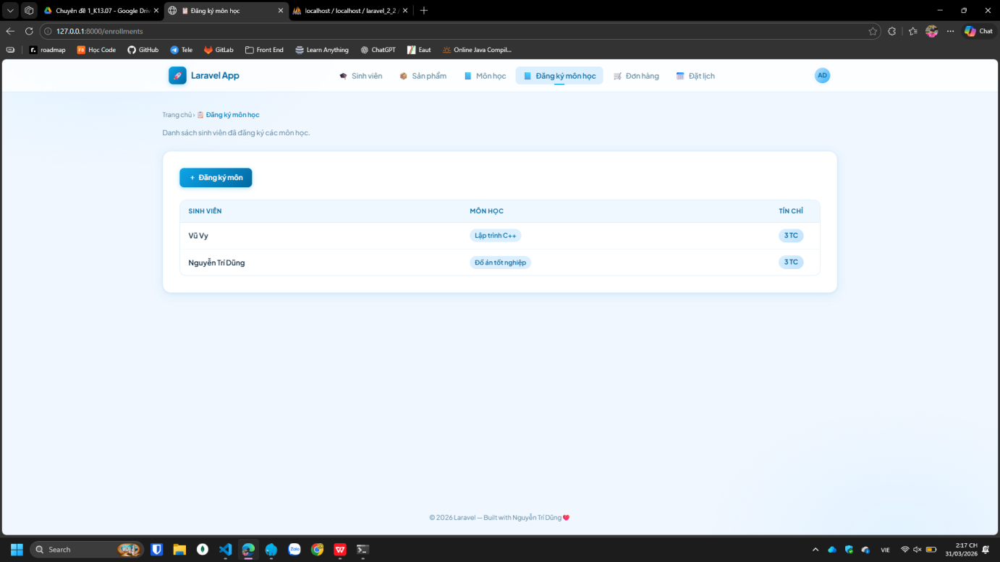 Chuyên đề 1_K13.07 - Google Driv
Đăng ký môn học
localhost / localhost / laravel_2_2 /
127.0.0.1:8000/enrollments
Chat
roadmap
F8 Học Code
GitHub
Tele
GitLab
Front End
Learn Anything
ChatGPT
Eaut
Online Java Compil...
Laravel App
Sinh viên
Sản phẩm
Môn học
Đăng ký môn học
Đơn hàng
Đặt lịch
AD
Trang chủ › Đăng ký môn học
Danh sách sinh viên đã đăng ký các môn học.
+ Đăng ký môn
SINH VIÊN MÔN HỌC TÍN CHỈ
Vũ Vy Lập trình C++ 3 TC
Nguyễn Trí Dũng Đồ án tốt nghiệp 3 TC
© 2026 Laravel — Built with Nguyễn Trí Dũng
Search
Zalo
VIE
2:17 CH
31/03/2026